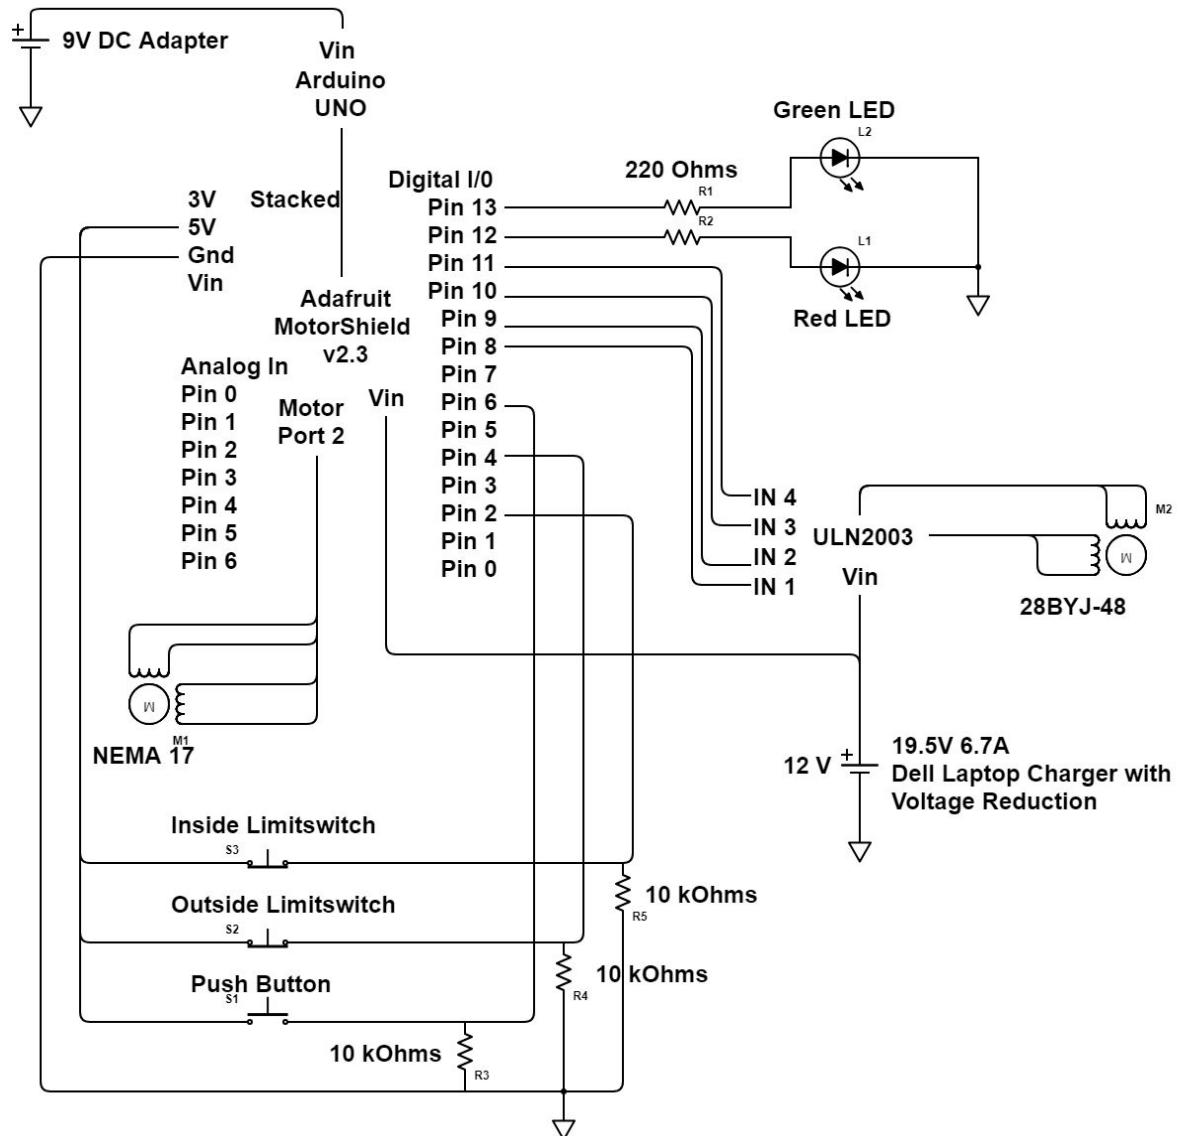 +
9V DC Adapter
Vin
Arduino
UNO
Stacked
3V
5V
Gnd
Vin
Adafruit
MotorShield
v2.3
Analog In
Pin 0
Pin 1
Pin 2
Pin 3
Pin 4
Pin 5
Pin 6
Motor
Port 2
Vin
Digital I/0
Pin 13
Pin 12
Pin 11
Pin 10
Pin 9
Pin 8
Pin 7
Pin 6
Pin 5
Pin 4
Pin 3
Pin 2
Pin 1
Pin 0
220 Ohms
R1
R2
Green LED
L2
L1
Red LED
IN 4
IN 3
IN 2
IN 1
ULN2003
Vin
M2
M
28BYJ-48
M
M1
NEMA 17
12 V
+
19.5V 6.7A
Dell Laptop Charger with
Voltage Reduction
Inside Limitswitch
S3
10 kOhms
R5
Outside Limitswitch
S2
10 kOhms
R4
Push Button
S1
10 kOhms
R3